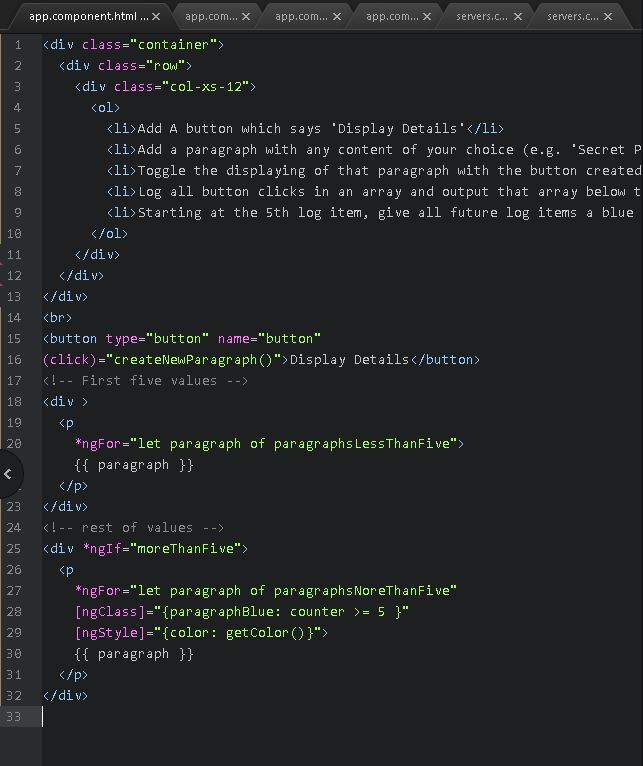 app.component.html ... × app.com... × app.com... × app.com... × servers.c... × servers.c... ×
1 <div class="container">
2 <div class="row">
3 <div class="col-xs-12">
4 <ol>
5 <li>Add A button which says 'Display Details'</li>
6 <li>Add a paragraph with any content of your choice (e.g. 'Secret P
7 <li>Toggle the displaying of that paragraph with the button created
8 <li>Log all button clicks in an array and output that array below t
9 <li>Starting at the 5th log item, give all future log items a blue
10 </ol>
11 </div>
12 </div>
13 </div>
14 <br>
15 <button type="button" name="button"
16 (click)="createNewParagraph()">Display Details</button>
17 <!-- First five values -->
18 <div >
19 <p
20 *ngFor="let paragraph of paragraphsLessThanFive">
{{ paragraph }}
</p>
23 </div>
24 <!-- rest of values -->
25 <div *ngIf="moreThanFive">
26 <p
27 *ngFor="let paragraph of paragraphsNoreThanFive"
28 [ngClass]="{paragraphBlue: counter >= 5 }"
29 [ngStyle]="{color: getColor()}">
30 {{ paragraph }}
31 </p>
32 </div>
33